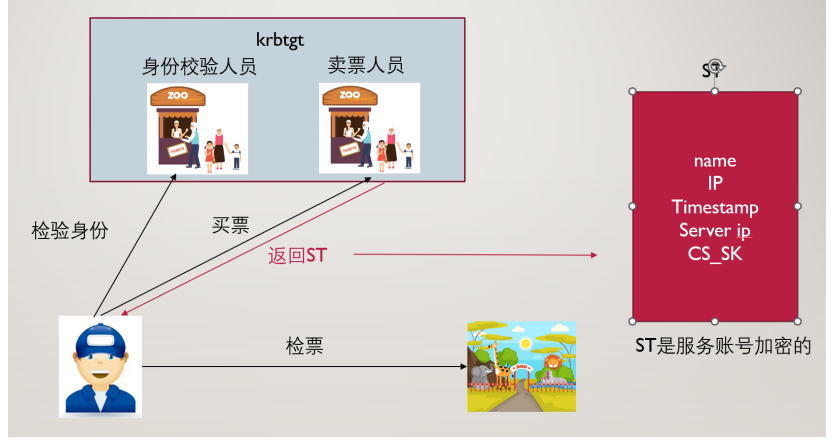 krbtgt
身份校验人员
卖票人员
ZOO
ZOO
TICKETS
检验身份
买票
返回ST
检票
ZOO
ST
name
IP
Timestamp
Server ip
CS_SK
ST是服务账号加密的